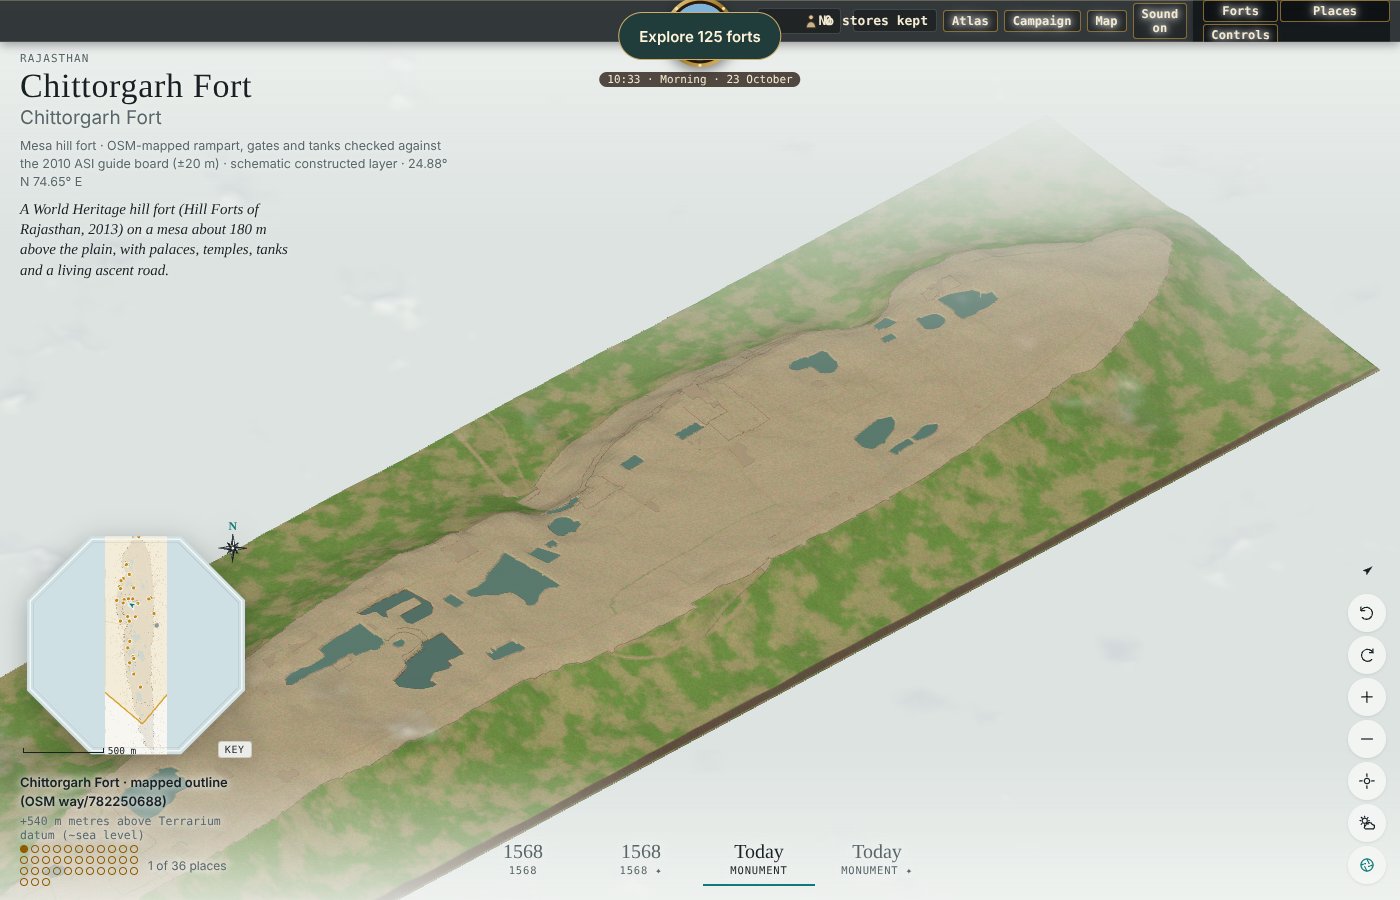 Explore 125 forts
stores kept
Atlas
Campaign
Map
Sound on
Forts
Places
Controls
10:33 · Morning · 23 October
RAJASTHAN
Chittorgarh Fort
Chittorgarh Fort
Mesa hill fort · OSM-mapped rampart, gates and tanks checked against
the 2010 ASI guide board (±20 m) · schematic constructed layer · 24.88°
N 74.65° E
A World Heritage hill fort (Hill Forts of
Rajasthan, 2013) on a mesa about 180 m
above the plain, with palaces, temples, tanks
and a living ascent road.
N
500 m
KEY
Chittorgarh Fort · mapped outline
(OSM way/782250688)
+540 m metres above Terrarium
datum (~sea level)
1 of 36 places
1568
1568
1568
1568 ✦
Today
MONUMENT
Today
MONUMENT ✦